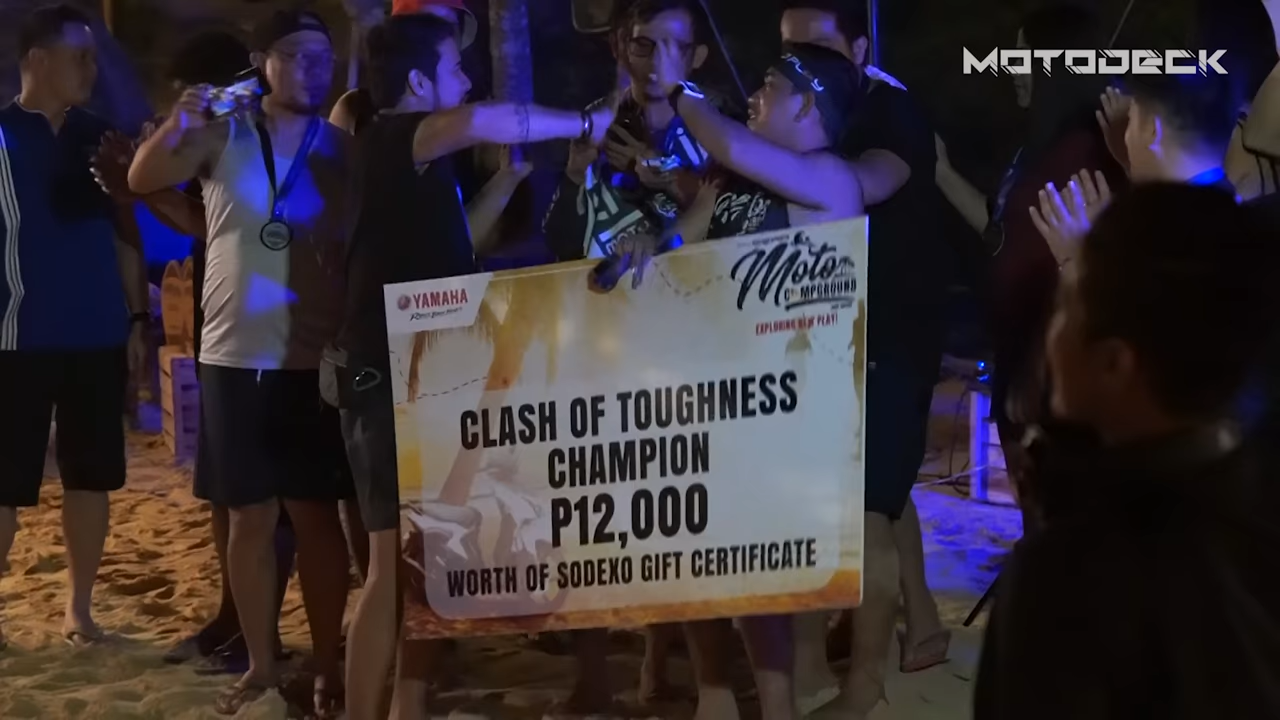 MOTODECK
YAMAHA
Moto
CAMPGROUND
EXPLORING NEW PLAY!
CLASH OF TOUGHNESS
CHAMPION
P12,000
WORTH OF SODEXO GIFT CERTIFICATE